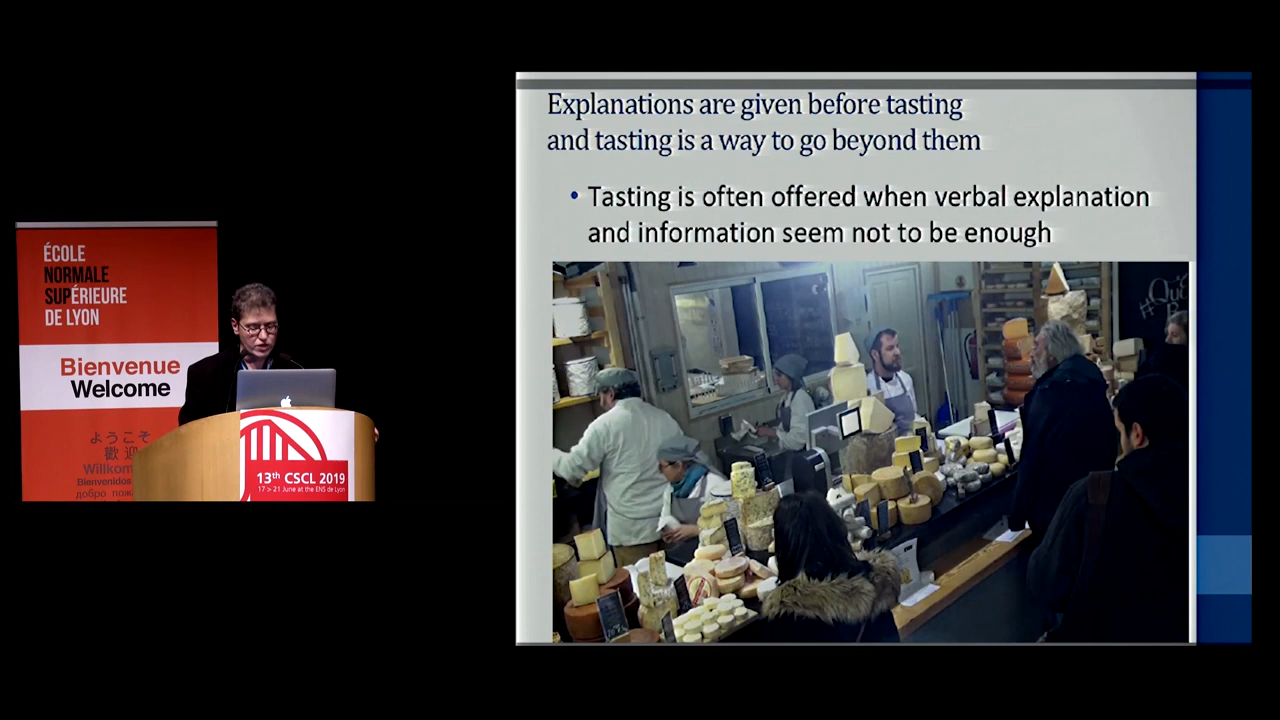 ÉCOLE
NORMALE
SUPÉRIEURE
DE LYON
Bienvenue
Welcome
ようこそ
歡迎
Bienvenidos
добро
13th CSCL 2019
17 > 21 June at the ENS de Lyon
Explanations are given before tasting
and tasting is a way to go beyond them
• Tasting is often offered when verbal explanation
and information seem not to be enough